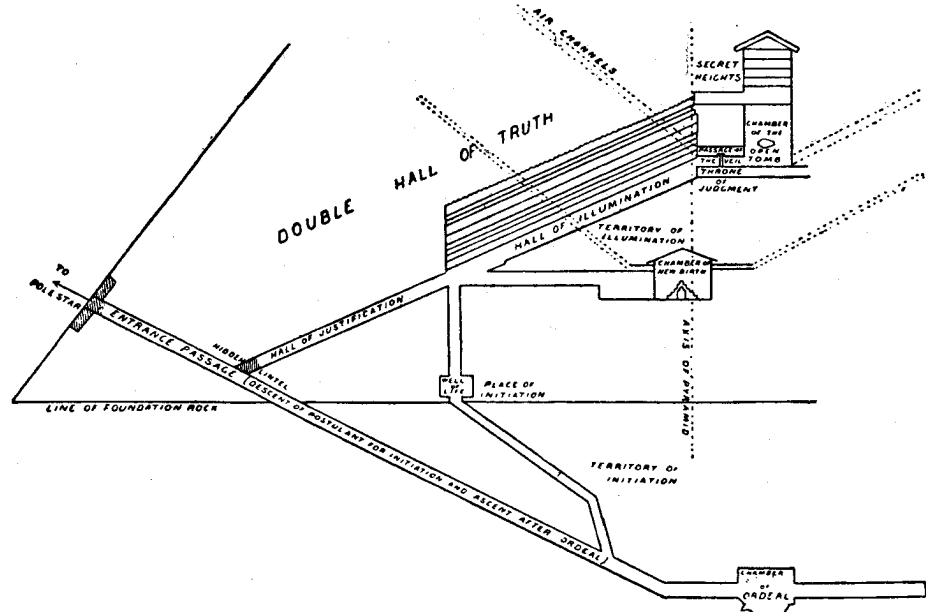 AIR CHANNELS
SECRET
HEIGHTS
DOUBLE HALL OF TRUTH
CHAMBER
OF THE
OPEN
TOMB
PASSAGE OF
THE VEIL
THRONE
OF
JUDGMENT
HALL OF ILLUMINATION
TERRITORY
OF ILLUMINATION
CHAMBER OF
NEW BIRTH
TO
POLESTAR
ENTRANCE PASSAGE (DESCENT OF POSTULANT FOR INITIATION AND ASCENT AFTER ORDEAL)
HALL OF JUSTIFICATION
HIDDEN LINTEL
WELL
OF
LIFE
PLACE OF
INITIATION
AXIS OF PYRAMID
LINE OF FOUNDATION ROCK
TERRITORY OF
INITIATION
CHAMBER
OF
ORDEAL